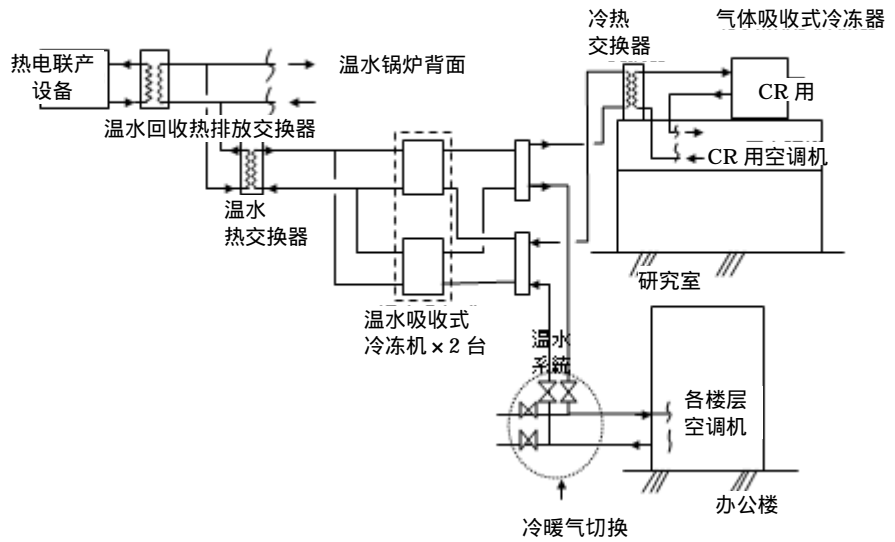 冷热
交换器
气体吸收式冷冻器
热电联产
设备
温水锅炉背面
CR 用
温水回收热排放交换器
CR 用空调机
温水
热交换器
研究室
温水吸收式
冷冻机×2 台
温水
系统
各楼层
空调机
办公楼
冷暖气切换